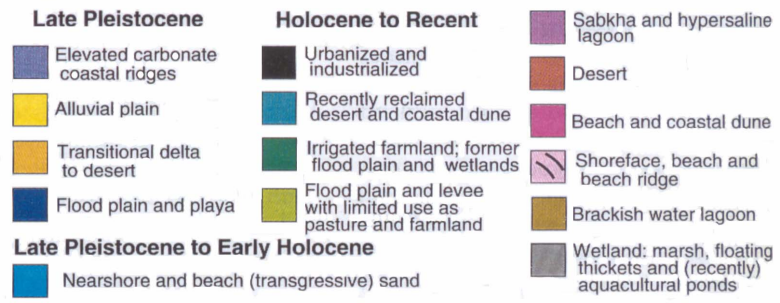 Late Pleistocene
Elevated carbonate
coastal ridges
Alluvial plain
Transitional delta
to desert
Flood plain and playa
Late Pleistocene to Early Holocene
Nearshore and beach (transgressive) sand
Holocene to Recent
Urbanized and
industrialized
Recently reclaimed
desert and coastal dune
Irrigated farmland; former
flood plain and wetlands
Flood plain and levee
with limited use as
pasture and farmland
Sabkha and hypersaline
lagoon
Desert
Beach and coastal dune
Shoreface, beach and
beach ridge
Brackish water lagoon
Wetland: marsh, floating
thickets and (recently)
aquacultural ponds